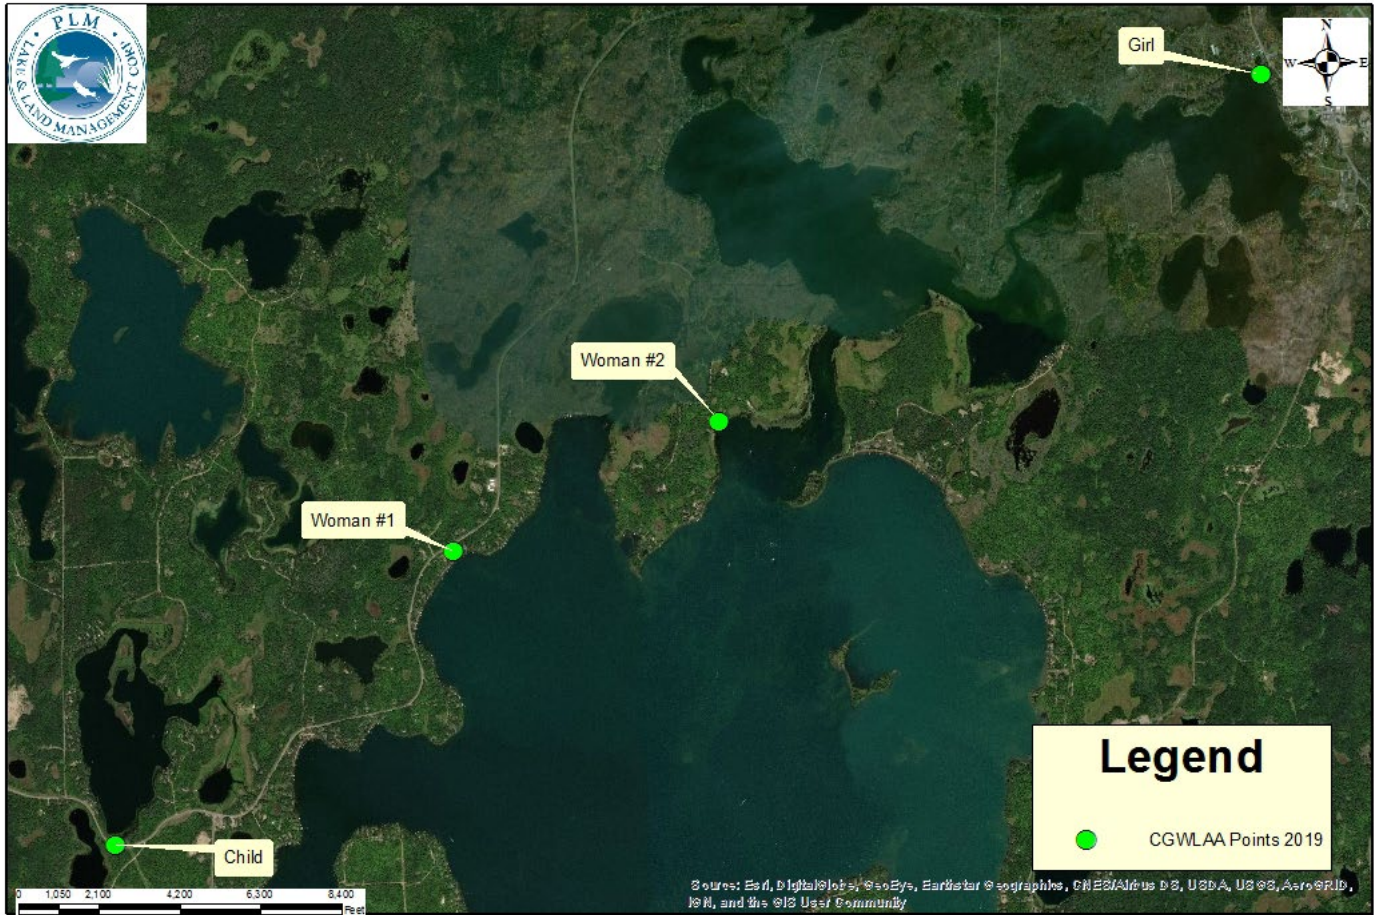 PLM
LAKE & LAND MANAGEMENT CORP.
Girl
N
W E
S
Woman #2
Woman #1
Child
Legend
CGWLAA Points 2019
0 1,050 2,100 4,200 6,300 8,400
Feet
Source: Esri, DigitalGlobe, GeoEye, Earthstar Geographics, CNES/Airbus DS, USDA, USGS, AeroGRID,
IGN, and the GIS User Community